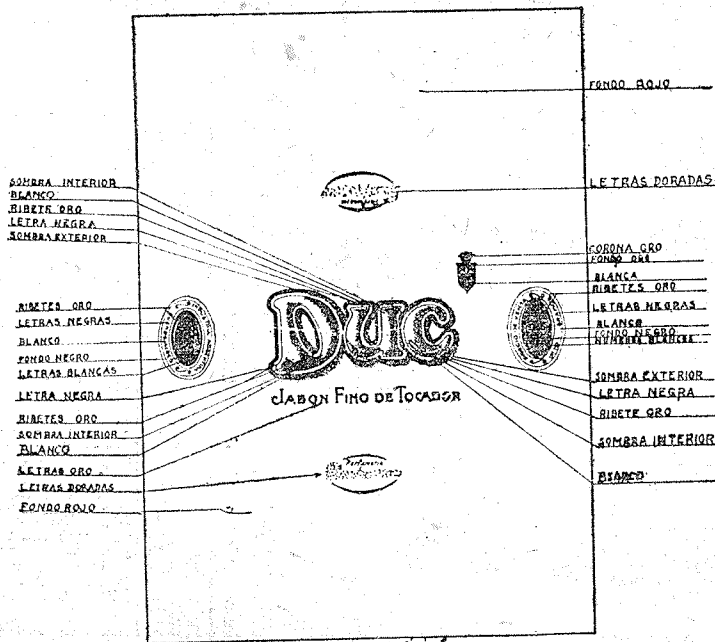 FONDO ROJO
LETRAS DORADAS
SOMBRA INTERIOR
BLANCO
RIBETE ORO
LETRA NEGRA
SOMBRA EXTERIOR
CORONA ORO
FONDO ORO
BLANCA
RIBETES ORO
LETRAS NEGRAS
BLANCO
FONDO NEGRO
NUMEROS BLANCOS
RIBETES ORO
LETRAS NEGRAS
BLANCO
FONDO NEGRO
LETRAS BLANCAS
LETRA NEGRA
RIBETES ORO
SOMBRA INTERIOR
BLANCO
LETRAS ORO
LETRAS DORADAS
FONDO ROJO
DUC
JABON FINO DE TOCADOR
Perfumeria
SOMBRA EXTERIOR
LETRA NEGRA
RIBETE ORO
SOMBRA INTERIOR
BLANCO